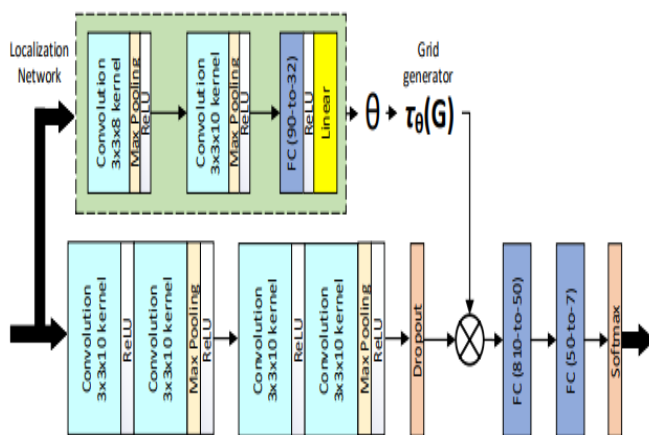 Localization
Network
Convolution
3x3x8 kernel
Max Pooling
ReLU
Convolution
3x3x10 kernel
Max Pooling
ReLU
FC (90-to-32)
ReLU
Linear
θ
Grid
generator
τθ(G)
Convolution
3x3x10 kernel
ReLU
Convolution
3x3x10 kernel
Max Pooling
ReLU
Convolution
3x3x10 kernel
ReLU
Convolution
3x3x10 kernel
Max Pooling
ReLU
Dropout
FC (810-to-50)
FC (50-to-7)
Softmax